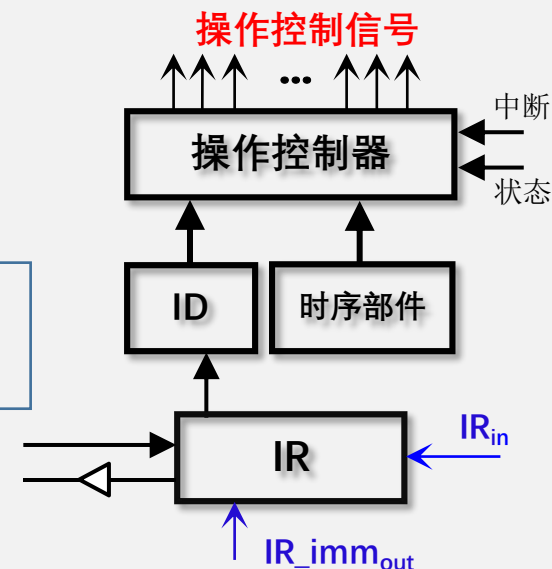 操作控制信号
...
中断
操作控制器
状态
ID
时序部件
IR
IRin
IR_immout